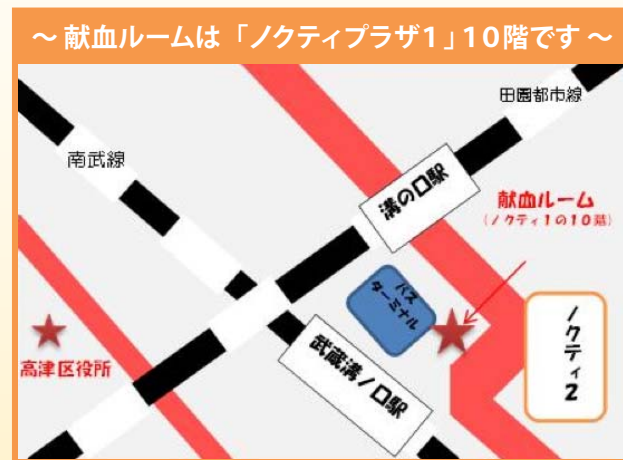 ～ 献血ルームは 「ノクティプラザ1」10階です ～
田園都市線
南武線
溝の口駅
献血ルーム
(ノクティ1の10階)
バス
ターミナル
ノクティ2
高津区役所
武蔵溝ノ口駅